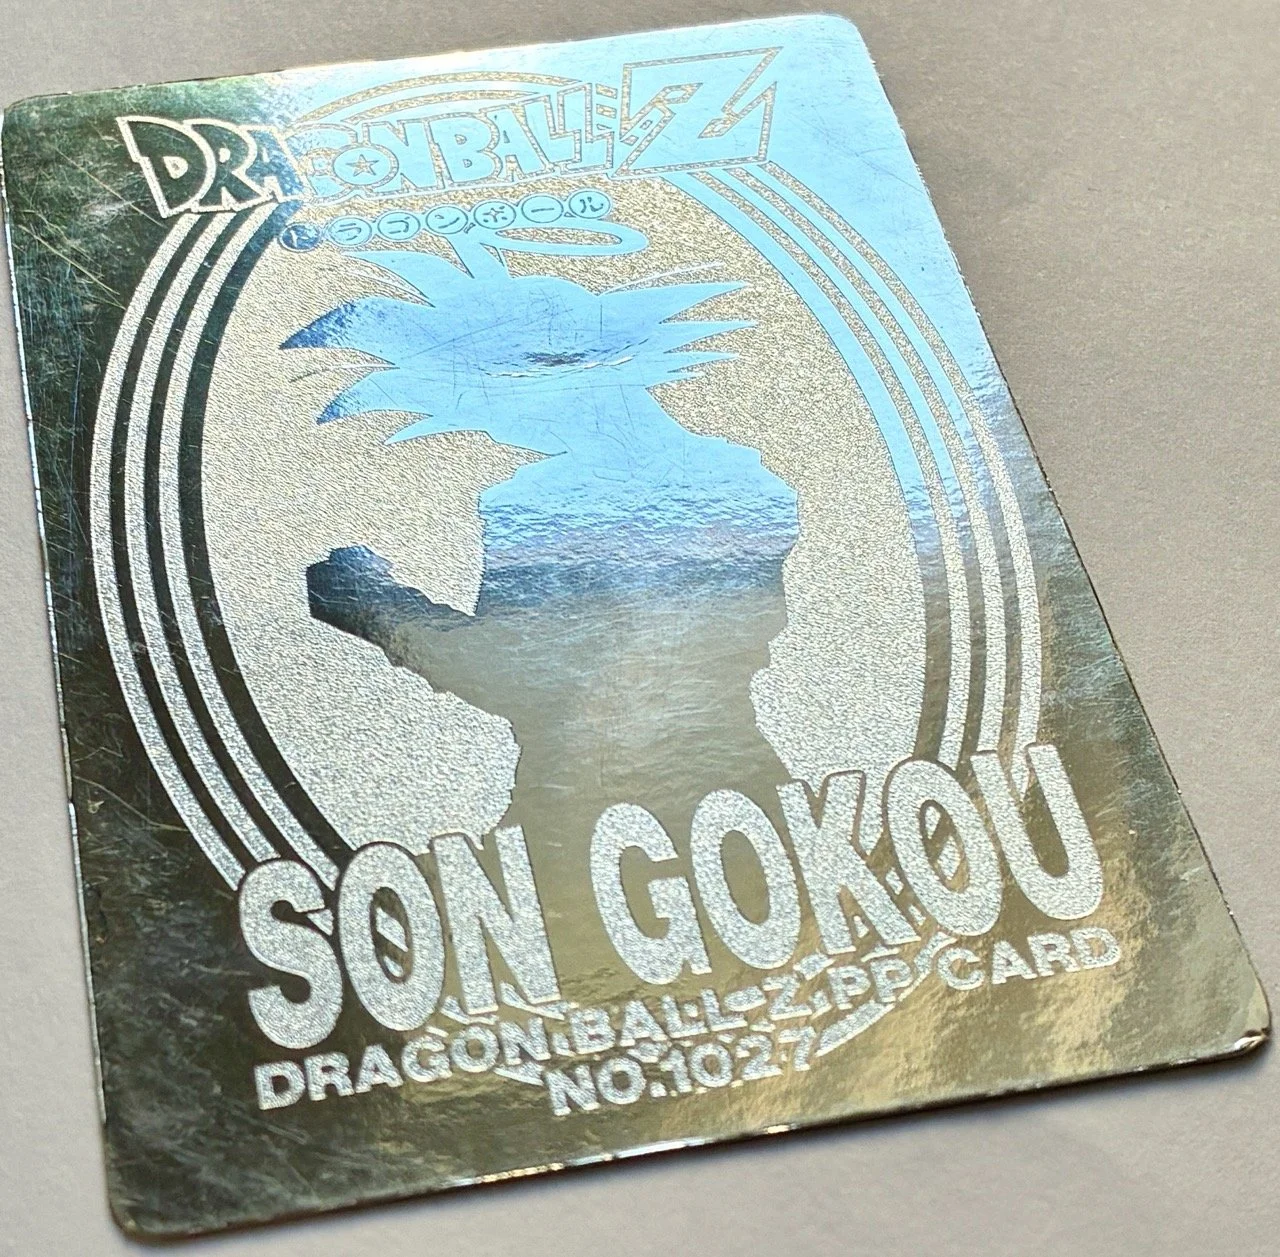 DRAGONBALL Z
ドラゴンボール
SON GOKOU
DRAGON BALL Z PP CARD
NO.1027